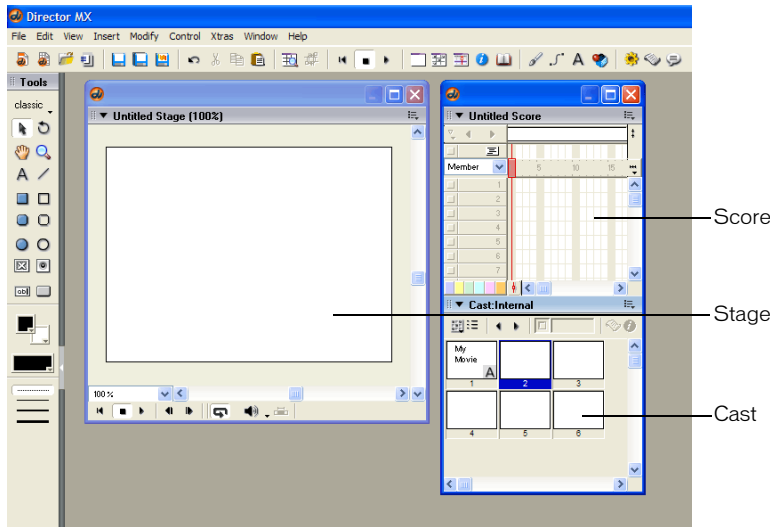 Director MX
File Edit View Insert Modify Control Xtras Window Help
Tools
classic
A
abl
Untitled Stage (100%)
100%
Untitled Score
Member
5 10 15
1
2
3
4
5
6
7
Score
Stage
Cast:Internal
My
Movie
A
1 2 3
4 5 6
Cast